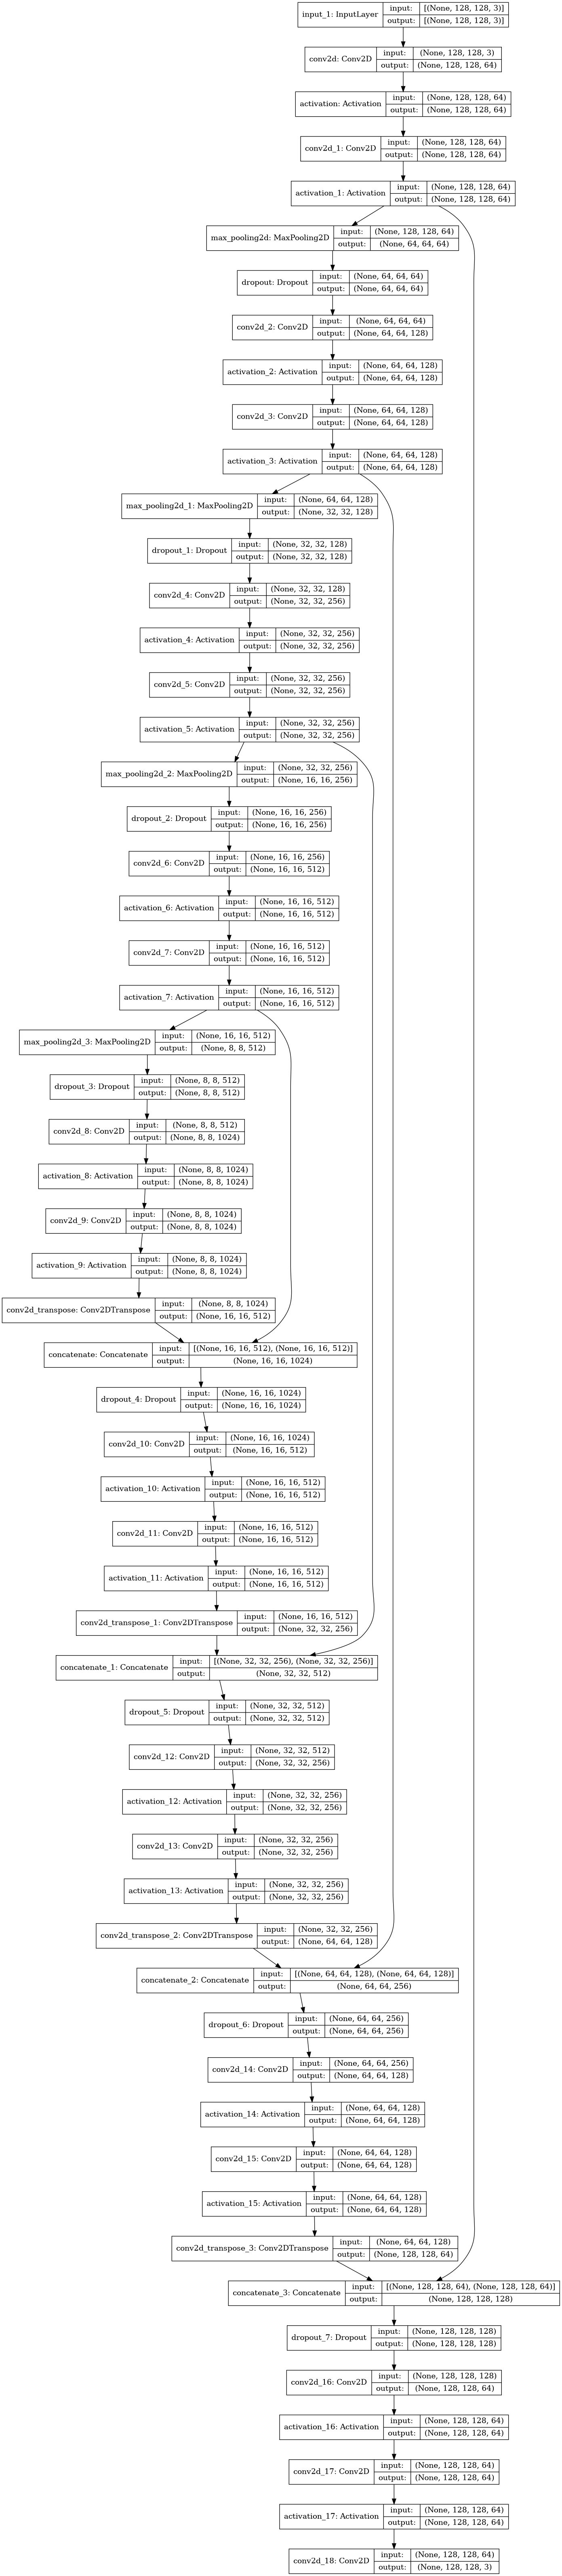 input_1: InputLayer input: [(None, 128, 128, 3)]
output: [(None, 128, 128, 3)]
conv2d: Conv2D input: (None, 128, 128, 3)
output: (None, 128, 128, 64)
activation: Activation input: (None, 128, 128, 64)
output: (None, 128, 128, 64)
conv2d_1: Conv2D input: (None, 128, 128, 64)
output: (None, 128, 128, 64)
activation_1: Activation input: (None, 128, 128, 64)
output: (None, 128, 128, 64)
max_pooling2d: MaxPooling2D input: (None, 128, 128, 64)
output: (None, 64, 64, 64)
dropout: Dropout input: (None, 64, 64, 64)
output: (None, 64, 64, 64)
conv2d_2: Conv2D input: (None, 64, 64, 64)
output: (None, 64, 64, 128)
activation_2: Activation input: (None, 64, 64, 128)
output: (None, 64, 64, 128)
conv2d_3: Conv2D input: (None, 64, 64, 128)
output: (None, 64, 64, 128)
activation_3: Activation input: (None, 64, 64, 128)
output: (None, 64, 64, 128)
max_pooling2d_1: MaxPooling2D input: (None, 64, 64, 128)
output: (None, 32, 32, 128)
dropout_1: Dropout input: (None, 32, 32, 128)
output: (None, 32, 32, 128)
conv2d_4: Conv2D input: (None, 32, 32, 128)
output: (None, 32, 32, 256)
activation_4: Activation input: (None, 32, 32, 256)
output: (None, 32, 32, 256)
conv2d_5: Conv2D input: (None, 32, 32, 256)
output: (None, 32, 32, 256)
activation_5: Activation input: (None, 32, 32, 256)
output: (None, 32, 32, 256)
max_pooling2d_2: MaxPooling2D input: (None, 32, 32, 256)
output: (None, 16, 16, 256)
dropout_2: Dropout input: (None, 16, 16, 256)
output: (None, 16, 16, 256)
conv2d_6: Conv2D input: (None, 16, 16, 256)
output: (None, 16, 16, 512)
activation_6: Activation input: (None, 16, 16, 512)
output: (None, 16, 16, 512)
conv2d_7: Conv2D input: (None, 16, 16, 512)
output: (None, 16, 16, 512)
activation_7: Activation input: (None, 16, 16, 512)
output: (None, 16, 16, 512)
max_pooling2d_3: MaxPooling2D input: (None, 16, 16, 512)
output: (None, 8, 8, 512)
dropout_3: Dropout input: (None, 8, 8, 512)
output: (None, 8, 8, 512)
conv2d_8: Conv2D input: (None, 8, 8, 512)
output: (None, 8, 8, 1024)
activation_8: Activation input: (None, 8, 8, 1024)
output: (None, 8, 8, 1024)
conv2d_9: Conv2D input: (None, 8, 8, 1024)
output: (None, 8, 8, 1024)
activation_9: Activation input: (None, 8, 8, 1024)
output: (None, 8, 8, 1024)
conv2d_transpose: Conv2DTranspose input: (None, 8, 8, 1024)
output: (None, 16, 16, 512)
concatenate: Concatenate input: [(None, 16, 16, 512), (None, 16, 16, 512)]
output: (None, 16, 16, 1024)
dropout_4: Dropout input: (None, 16, 16, 1024)
output: (None, 16, 16, 1024)
conv2d_10: Conv2D input: (None, 16, 16, 1024)
output: (None, 16, 16, 512)
activation_10: Activation input: (None, 16, 16, 512)
output: (None, 16, 16, 512)
conv2d_11: Conv2D input: (None, 16, 16, 512)
output: (None, 16, 16, 512)
activation_11: Activation input: (None, 16, 16, 512)
output: (None, 16, 16, 512)
conv2d_transpose_1: Conv2DTranspose input: (None, 16, 16, 512)
output: (None, 32, 32, 256)
concatenate_1: Concatenate input: [(None, 32, 32, 256), (None, 32, 32, 256)]
output: (None, 32, 32, 512)
dropout_5: Dropout input: (None, 32, 32, 512)
output: (None, 32, 32, 512)
conv2d_12: Conv2D input: (None, 32, 32, 512)
output: (None, 32, 32, 256)
activation_12: Activation input: (None, 32, 32, 256)
output: (None, 32, 32, 256)
conv2d_13: Conv2D input: (None, 32, 32, 256)
output: (None, 32, 32, 256)
activation_13: Activation input: (None, 32, 32, 256)
output: (None, 32, 32, 256)
conv2d_transpose_2: Conv2DTranspose input: (None, 32, 32, 256)
output: (None, 64, 64, 128)
concatenate_2: Concatenate input: [(None, 64, 64, 128), (None, 64, 64, 128)]
output: (None, 64, 64, 256)
dropout_6: Dropout input: (None, 64, 64, 256)
output: (None, 64, 64, 256)
conv2d_14: Conv2D input: (None, 64, 64, 256)
output: (None, 64, 64, 128)
activation_14: Activation input: (None, 64, 64, 128)
output: (None, 64, 64, 128)
conv2d_15: Conv2D input: (None, 64, 64, 128)
output: (None, 64, 64, 128)
activation_15: Activation input: (None, 64, 64, 128)
output: (None, 64, 64, 128)
conv2d_transpose_3: Conv2DTranspose input: (None, 64, 64, 128)
output: (None, 128, 128, 64)
concatenate_3: Concatenate input: [(None, 128, 128, 64), (None, 128, 128, 64)]
output: (None, 128, 128, 128)
dropout_7: Dropout input: (None, 128, 128, 128)
output: (None, 128, 128, 128)
conv2d_16: Conv2D input: (None, 128, 128, 128)
output: (None, 128, 128, 64)
activation_16: Activation input: (None, 128, 128, 64)
output: (None, 128, 128, 64)
conv2d_17: Conv2D input: (None, 128, 128, 64)
output: (None, 128, 128, 64)
activation_17: Activation input: (None, 128, 128, 64)
output: (None, 128, 128, 64)
conv2d_18: Conv2D input: (None, 128, 128, 64)
output: (None, 128, 128, 3)